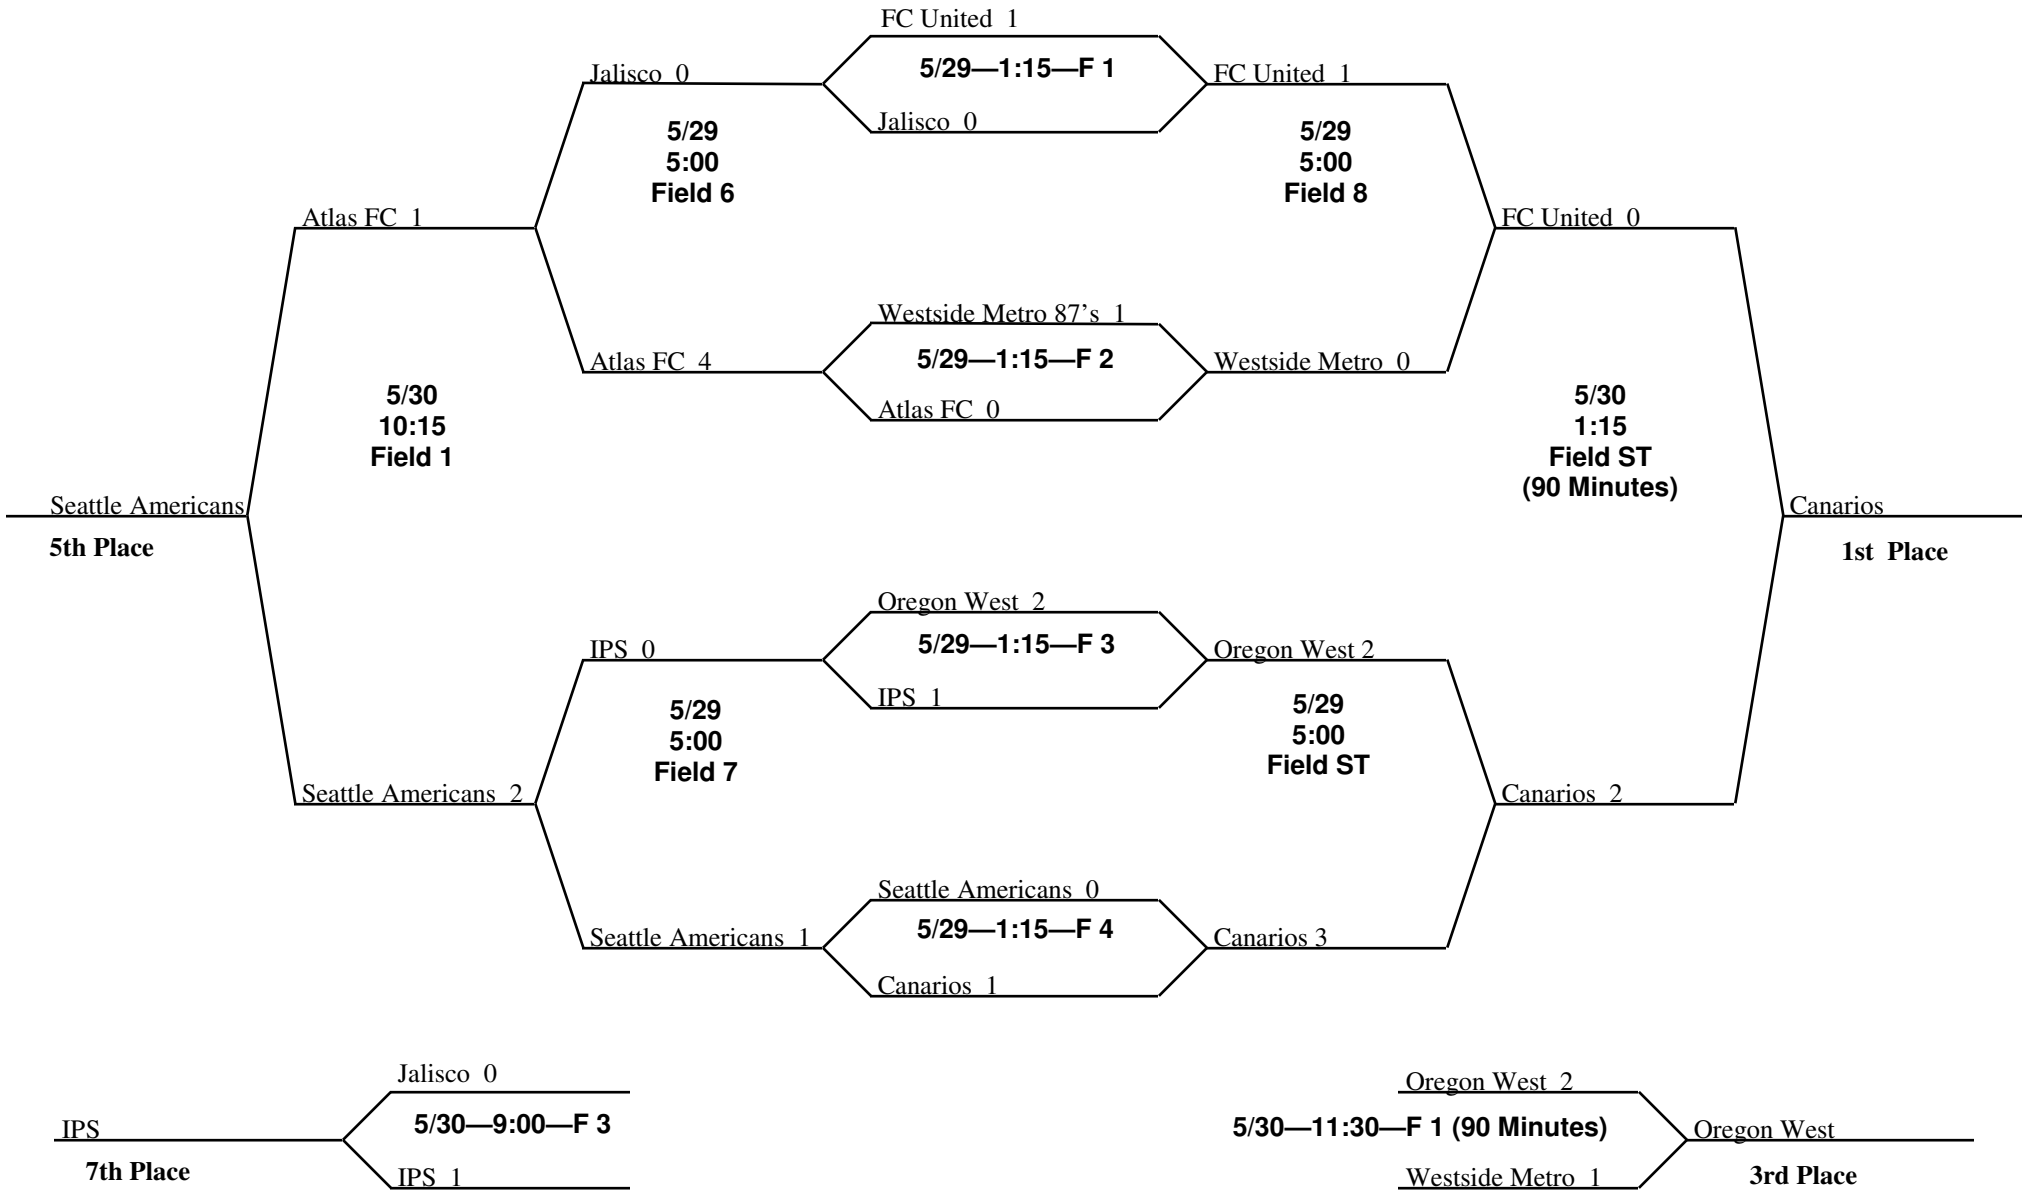 FC United 1
Jalisco 0
5/29—1:15—F 1
FC United 1
Jalisco 0
5/29
5:00
Field 6
5/29
5:00
Field 8
Atlas FC 1
FC United 0
Westside Metro 87’s 1
Atlas FC 4
5/29—1:15—F 2
Westside Metro 0
Atlas FC 0
5/30
10:15
Field 1
5/30
1:15
Field ST
(90 Minutes)
Seattle Americans
5th Place
Canarios
1st Place
Oregon West 2
IPS 0
5/29—1:15—F 3
Oregon West 2
IPS 1
5/29
5:00
Field 7
5/29
5:00
Field ST
Seattle Americans 2
Canarios 2
Seattle Americans 0
Seattle Americans 1
5/29—1:15—F 4
Canarios 3
Canarios 1
Jalisco 0
IPS
5/30—9:00—F 3
7th Place
IPS 1
Oregon West 2
5/30—11:30—F 1 (90 Minutes)
Oregon West
Westside Metro 1
3rd Place